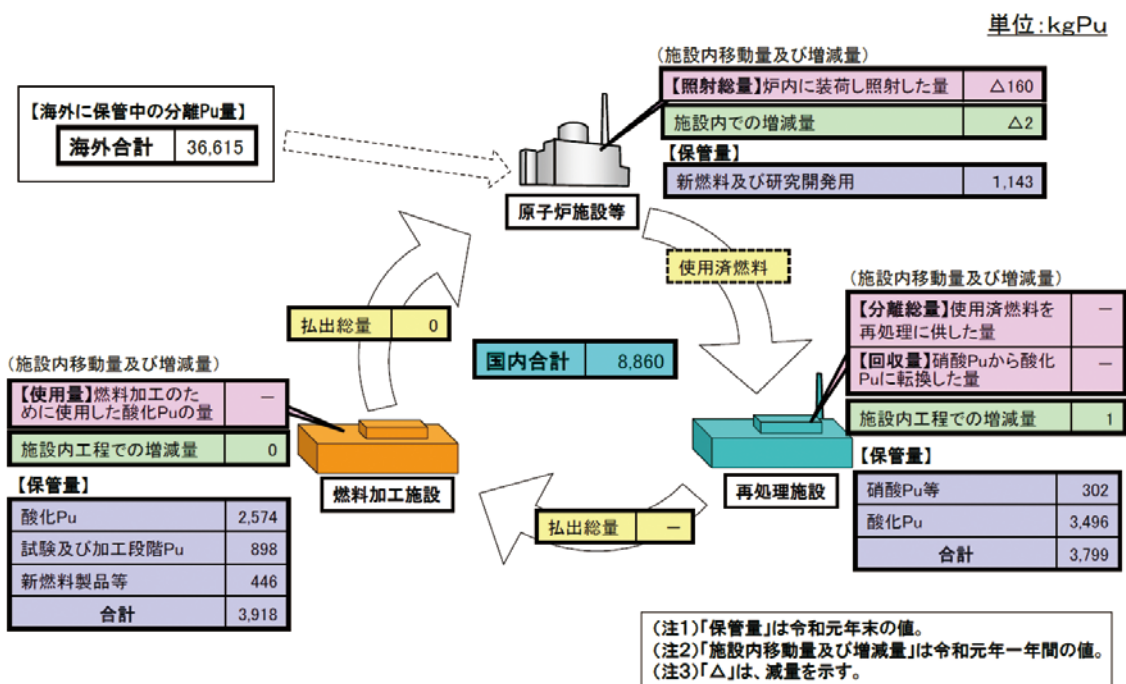 単位:kgPu
【海外に保管中の分離Pu量】
海外合計 36,615
(施設内移動量及び増減量)
【照射総量】炉内に装荷し照射した量 △160
施設内での増減量 △2
【保管量】
新燃料及び研究開発用 1,143
原子炉施設等
使用済燃料
(施設内移動量及び増減量)
【分離総量】使用済燃料を
再処理に供した量 －
【回収量】硝酸Puから酸化
Puに転換した量 －
施設内工程での増減量 1
【保管量】
硝酸Pu等 302
酸化Pu 3,496
合計 3,799
再処理施設
払出総量 0
国内合計 8,860
(施設内移動量及び増減量)
【使用量】燃料加工のた
めに使用した酸化Puの量 －
施設内工程での増減量 0
【保管量】
酸化Pu 2,574
試験及び加工段階Pu 898
新燃料製品等 446
合計 3,918
燃料加工施設
払出総量 －
(注1)「保管量」は令和元年末の値。
(注2)「施設内移動量及び増減量」は令和元年一年間の値。
(注3)「△」は、減量を示す。